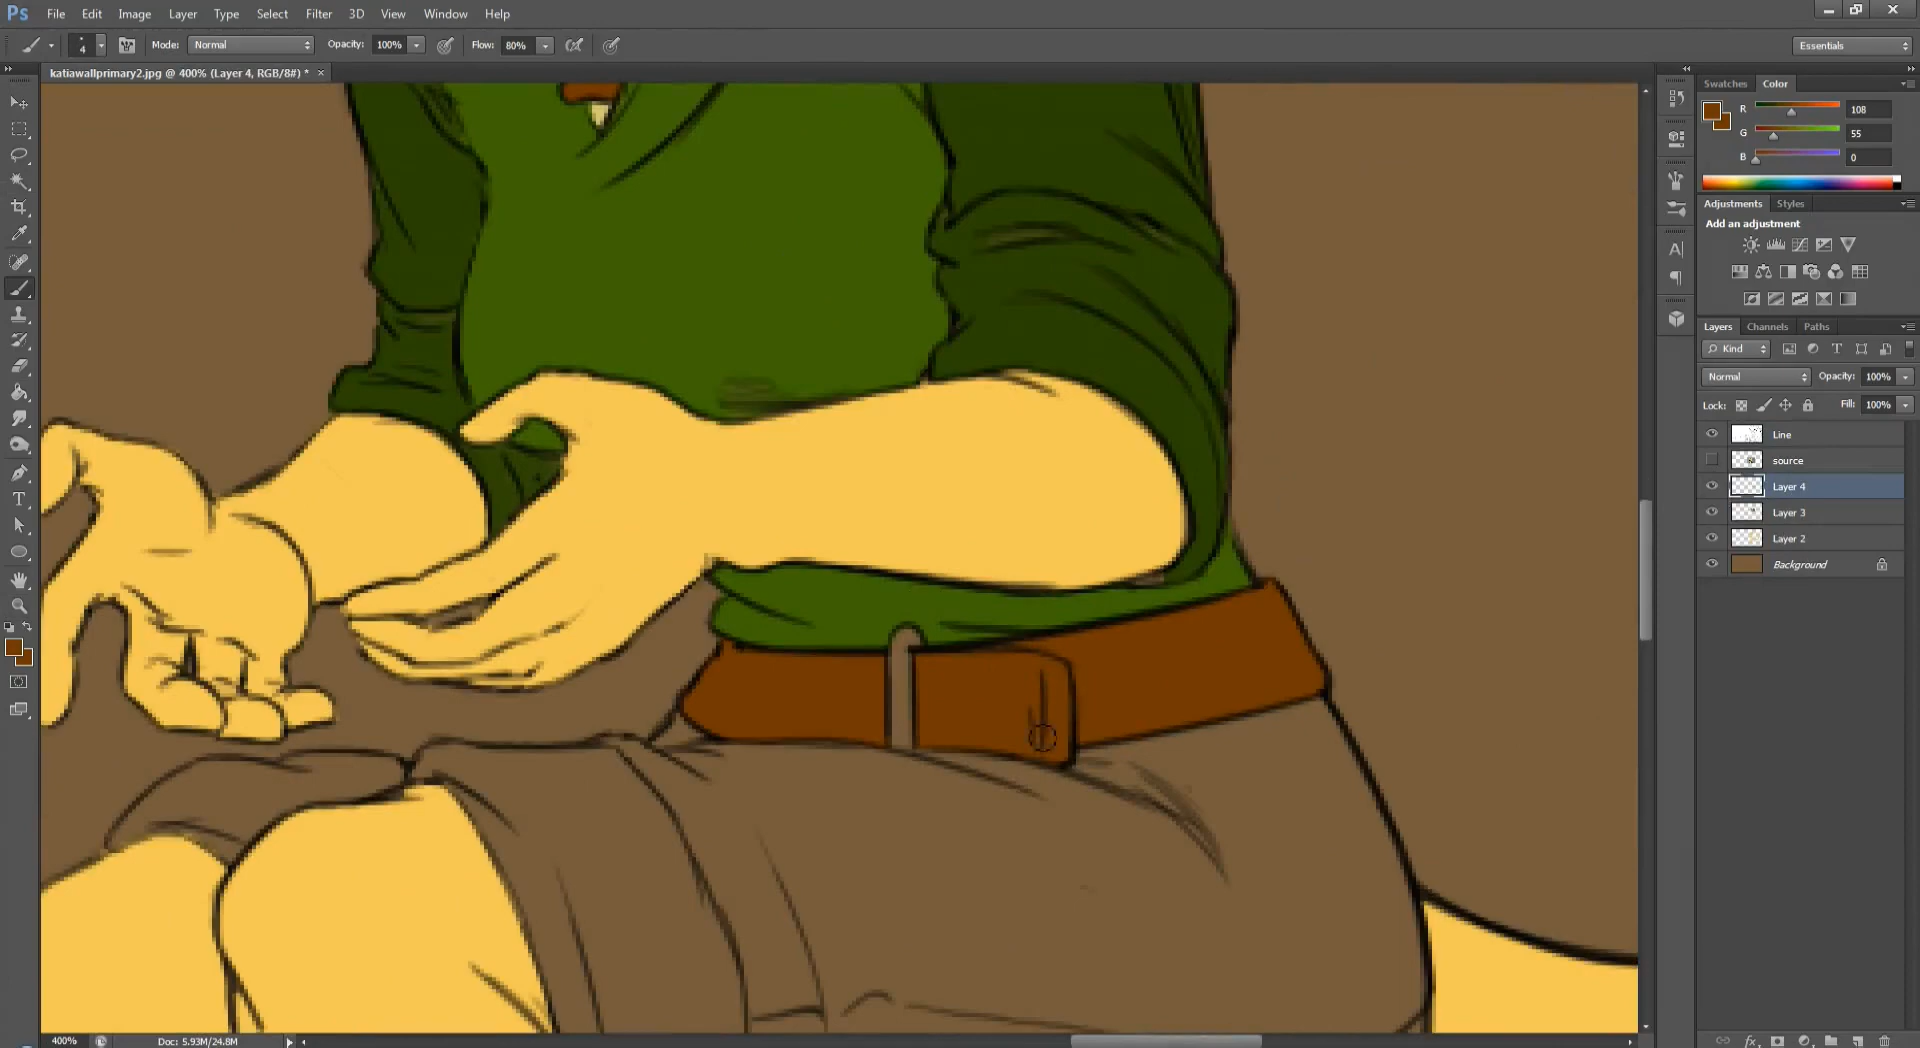 Ps File Edit Image Layer Type Select Filter 3D View Window Help
4 Mode: Normal Opacity: 100% Flow: 80% Essentials
katiawallprimary2.jpg @ 400% (Layer 4, RGB/8#) * ×
Swatches Color
R 108
G 55
B 0
Adjustments Styles
Add an adjustment
Layers Channels Paths
Kind
Normal Opacity: 100%
Lock: Fill: 100%
Line
source
Layer 4
Layer 3
Layer 2
Background
400% Doc: 5.93M/24.8M